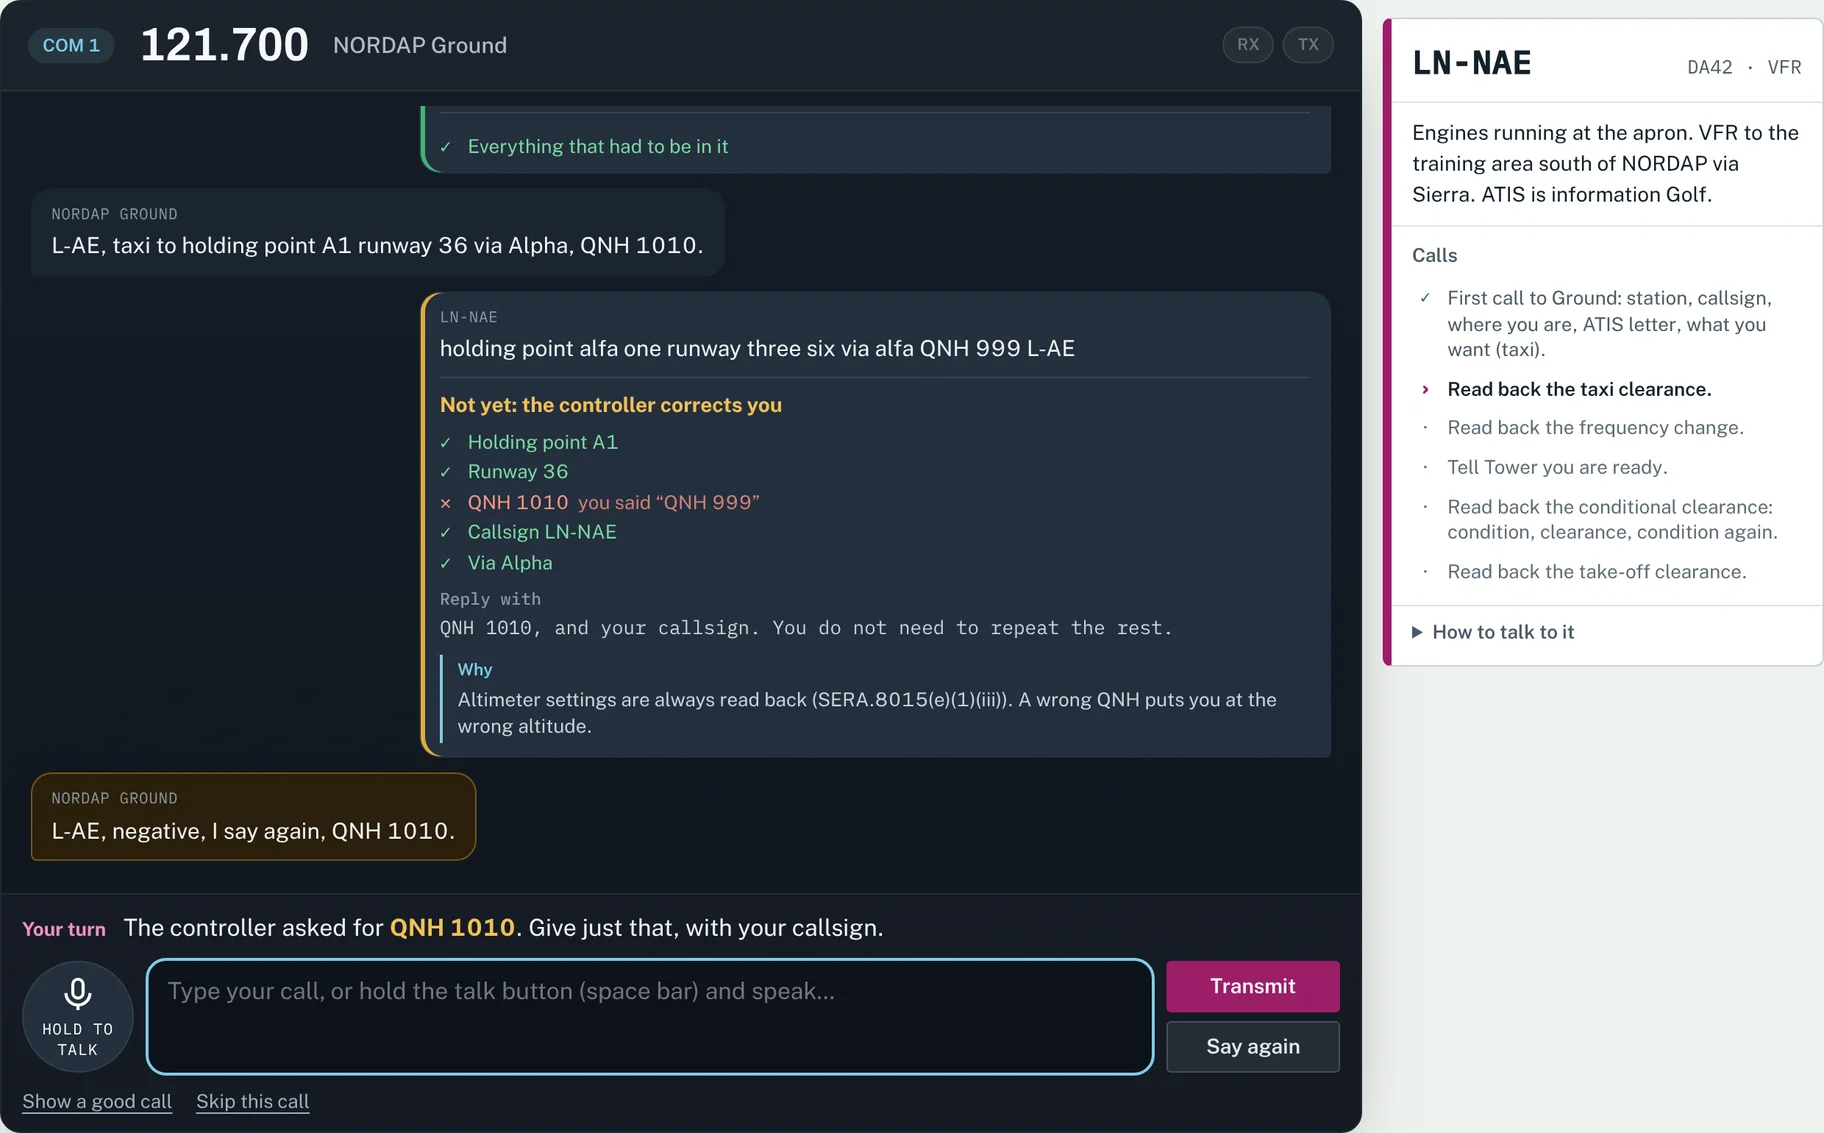 COM 1 121.700 NORDAP Ground RX TX
✓ Everything that had to be in it
NORDAP GROUND
L-AE, taxi to holding point A1 runway 36 via Alpha, QNH 1010.
LN-NAE
holding point alfa one runway three six via alfa QNH 999 L-AE
Not yet: the controller corrects you
✓ Holding point A1
✓ Runway 36
× QNH 1010 you said “QNH 999”
✓ Callsign LN-NAE
✓ Via Alpha
Reply with
QNH 1010, and your callsign. You do not need to repeat the rest.
Why
Altimeter settings are always read back (SERA.8015(e)(1)(iii)). A wrong QNH puts you at the
wrong altitude.
NORDAP GROUND
L-AE, negative, I say again, QNH 1010.
Your turn The controller asked for QNH 1010. Give just that, with your callsign.
HOLD TO
TALK
Type your call, or hold the talk button (space bar) and speak...
Transmit
Say again
Show a good call Skip this call
LN-NAE DA42 · VFR
Engines running at the apron. VFR to the
training area south of NORDAP via
Sierra. ATIS is information Golf.
Calls
✓ First call to Ground: station, callsign,
where you are, ATIS letter, what you
want (taxi).
› Read back the taxi clearance.
· Read back the frequency change.
· Tell Tower you are ready.
· Read back the conditional clearance:
condition, clearance, condition again.
· Read back the take-off clearance.
▶ How to talk to it